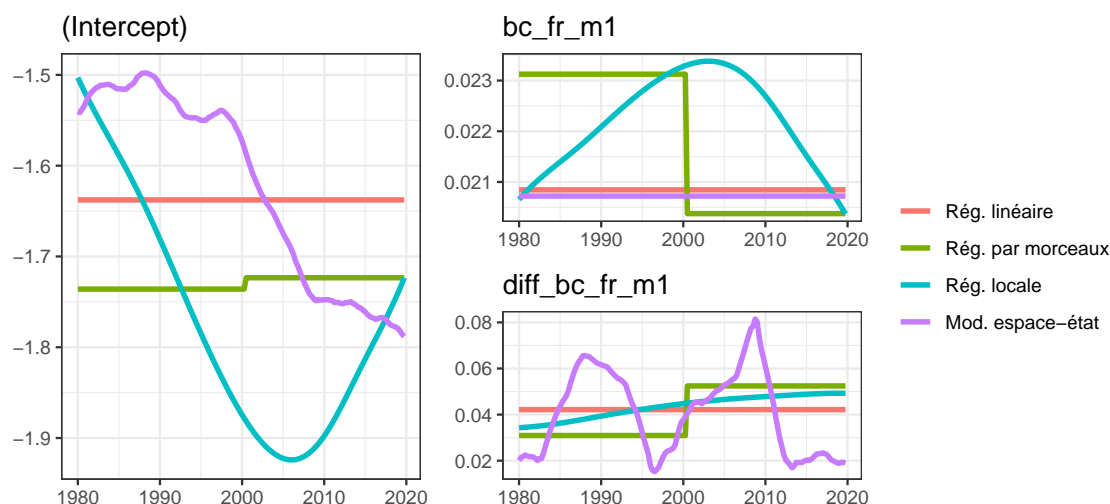 (Intercept)
−1.5
−1.6
−1.7
−1.8
−1.9
1980 1990 2000 2010 2020
bc_fr_m1
0.023
0.022
0.021
1980 1990 2000 2010 2020
diff_bc_fr_m1
0.08
0.06
0.04
0.02
1980 1990 2000 2010 2020
Rég. linéaire
Rég. par morceaux
Rég. locale
Mod. espace−état